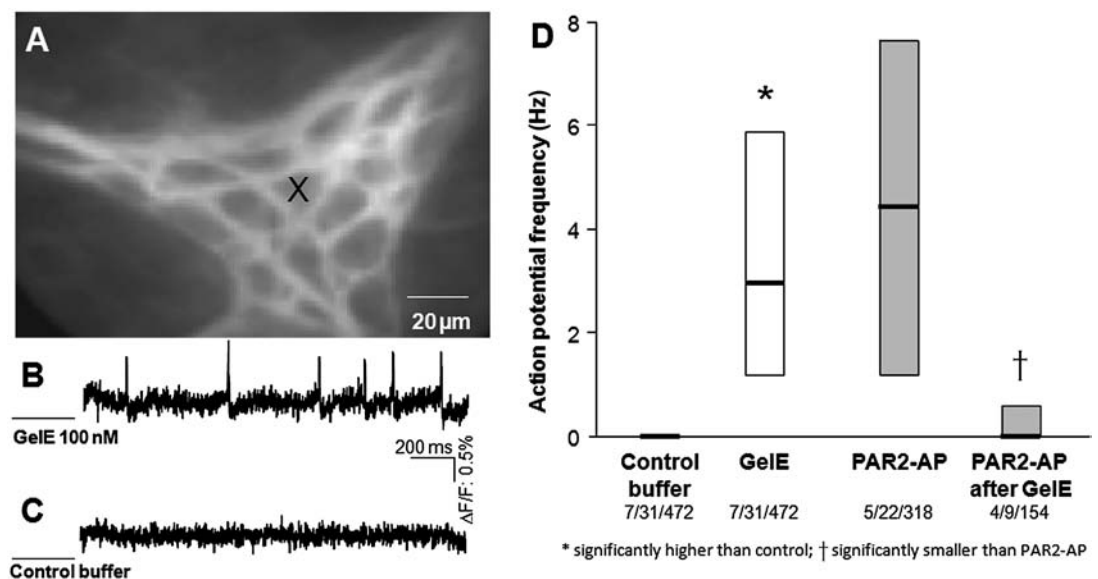 A
X
20 µm
B
GelE 100 nM
200 ms
ΔF/F: 0.5%
C
Control buffer
D
Action potential frequency (Hz)
8
6
4
2
0
*
†
Control buffer
7/31/472
GelE
7/31/472
PAR2-AP
5/22/318
PAR2-AP after GelE
4/9/154
* significantly higher than control; † significantly smaller than PAR2-AP